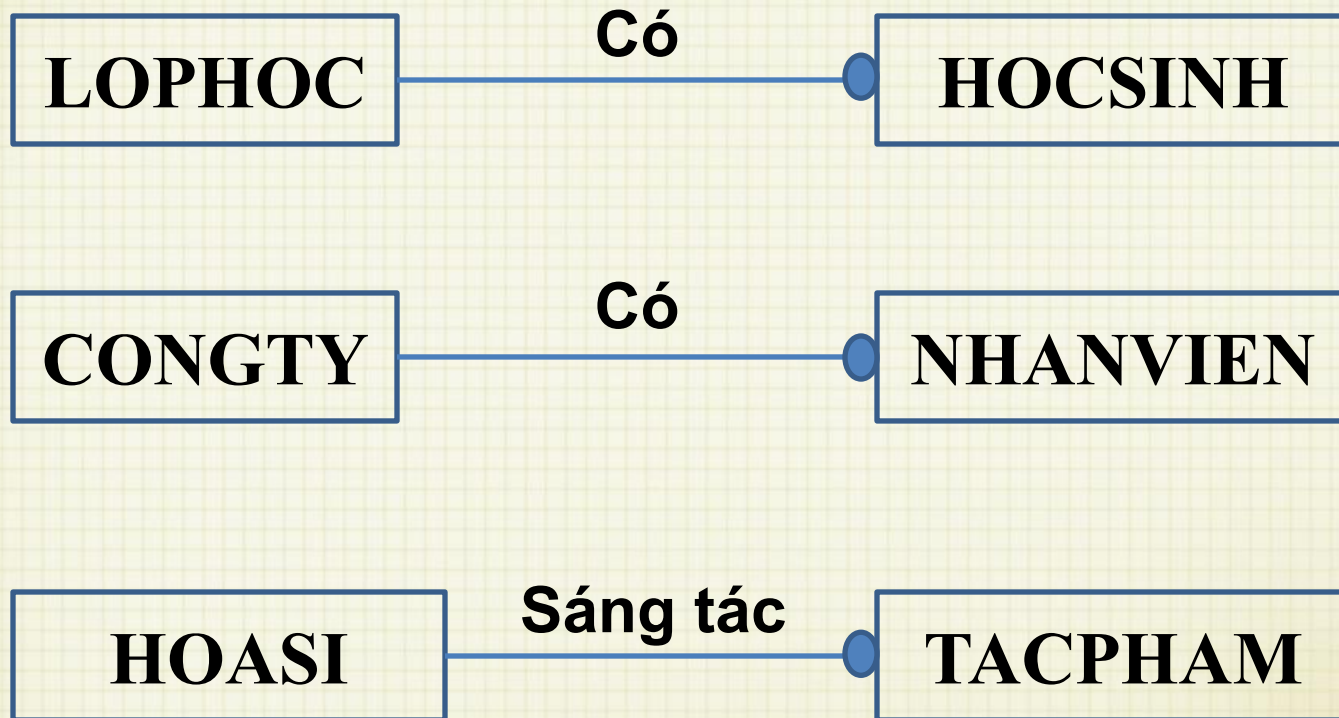 Có
LOPHOC HOCSINH
Có
CONGTY NHANVIEN
Sáng tác
HOASI TACPHAM